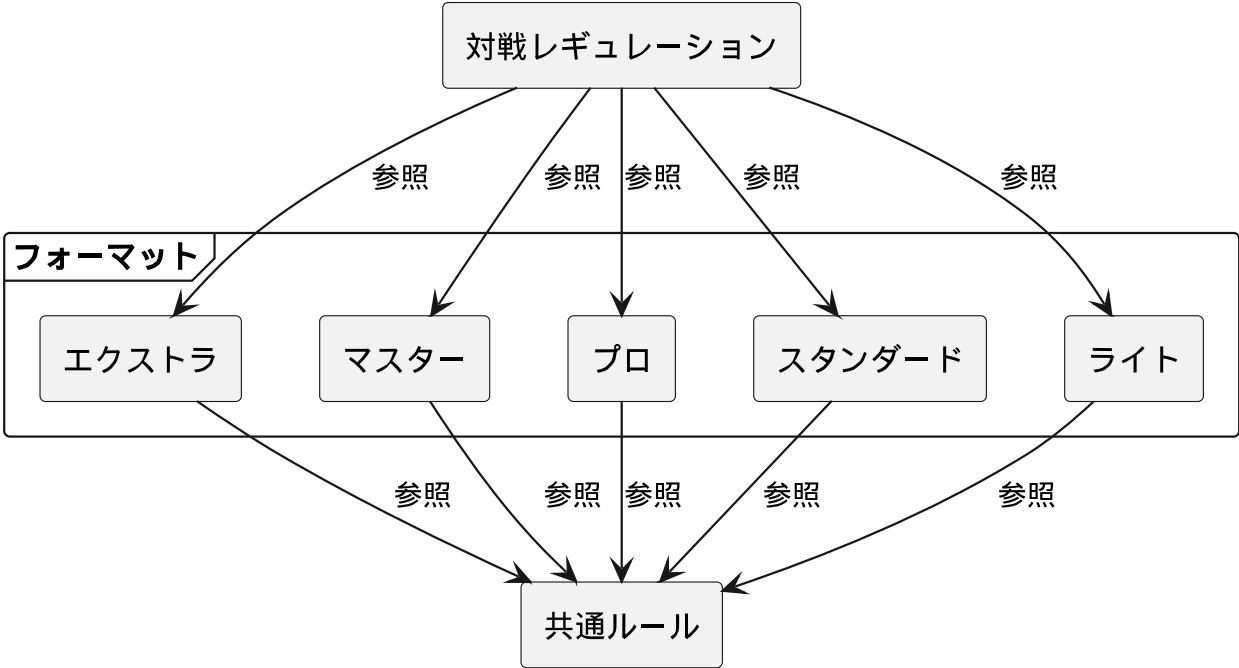 対戦レギュレーション
参照
参照
参照
参照
参照
フォーマット
エクストラ
マスター
プロ
スタンダード
ライト
参照
参照
参照
参照
参照
共通ルール